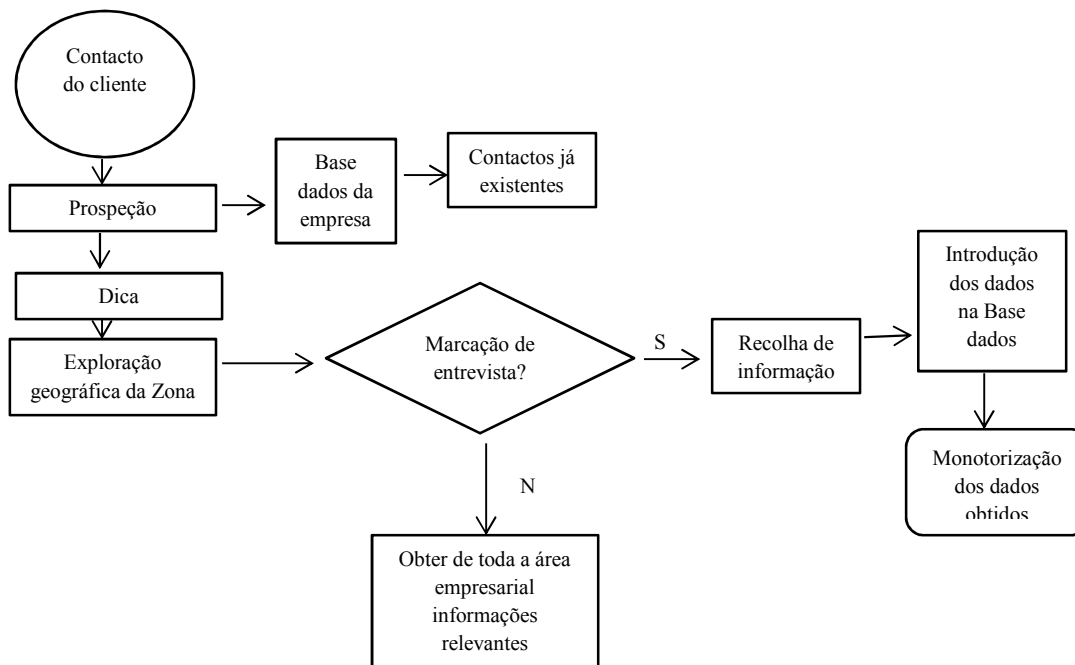 Contacto
do cliente
Prospeção
Base
dados da
empresa
Contactos já
existentes
Dica
Exploração
geográfica da Zona
Marcação de
entrevista?
S
Recolha de
informação
Introdução
dos dados
na Base
dados
Monotorização
dos dados
obtidos
N
Obter de toda a área
empresarial
informações
relevantes